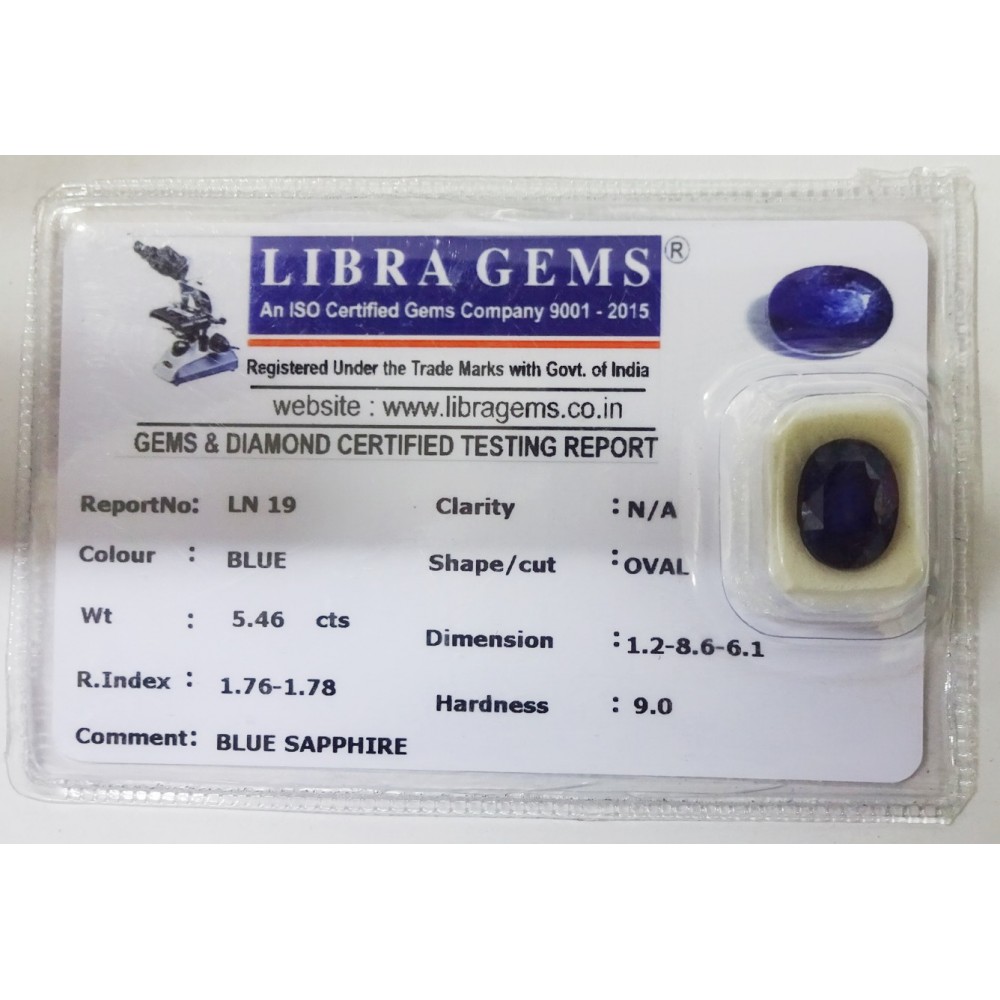 LIBRA GEMS ®
An ISO Certified Gems Company 9001 - 2015
Registered Under the Trade Marks with Govt. of India
website : www.libragems.co.in
GEMS & DIAMOND CERTIFIED TESTING REPORT
ReportNo: LN 19 Clarity : N/A
Colour : BLUE Shape/cut : OVAL
Wt : 5.46 cts Dimension : 1.2-8.6-6.1
R.Index : 1.76-1.78 Hardness : 9.0
Comment: BLUE SAPPHIRE